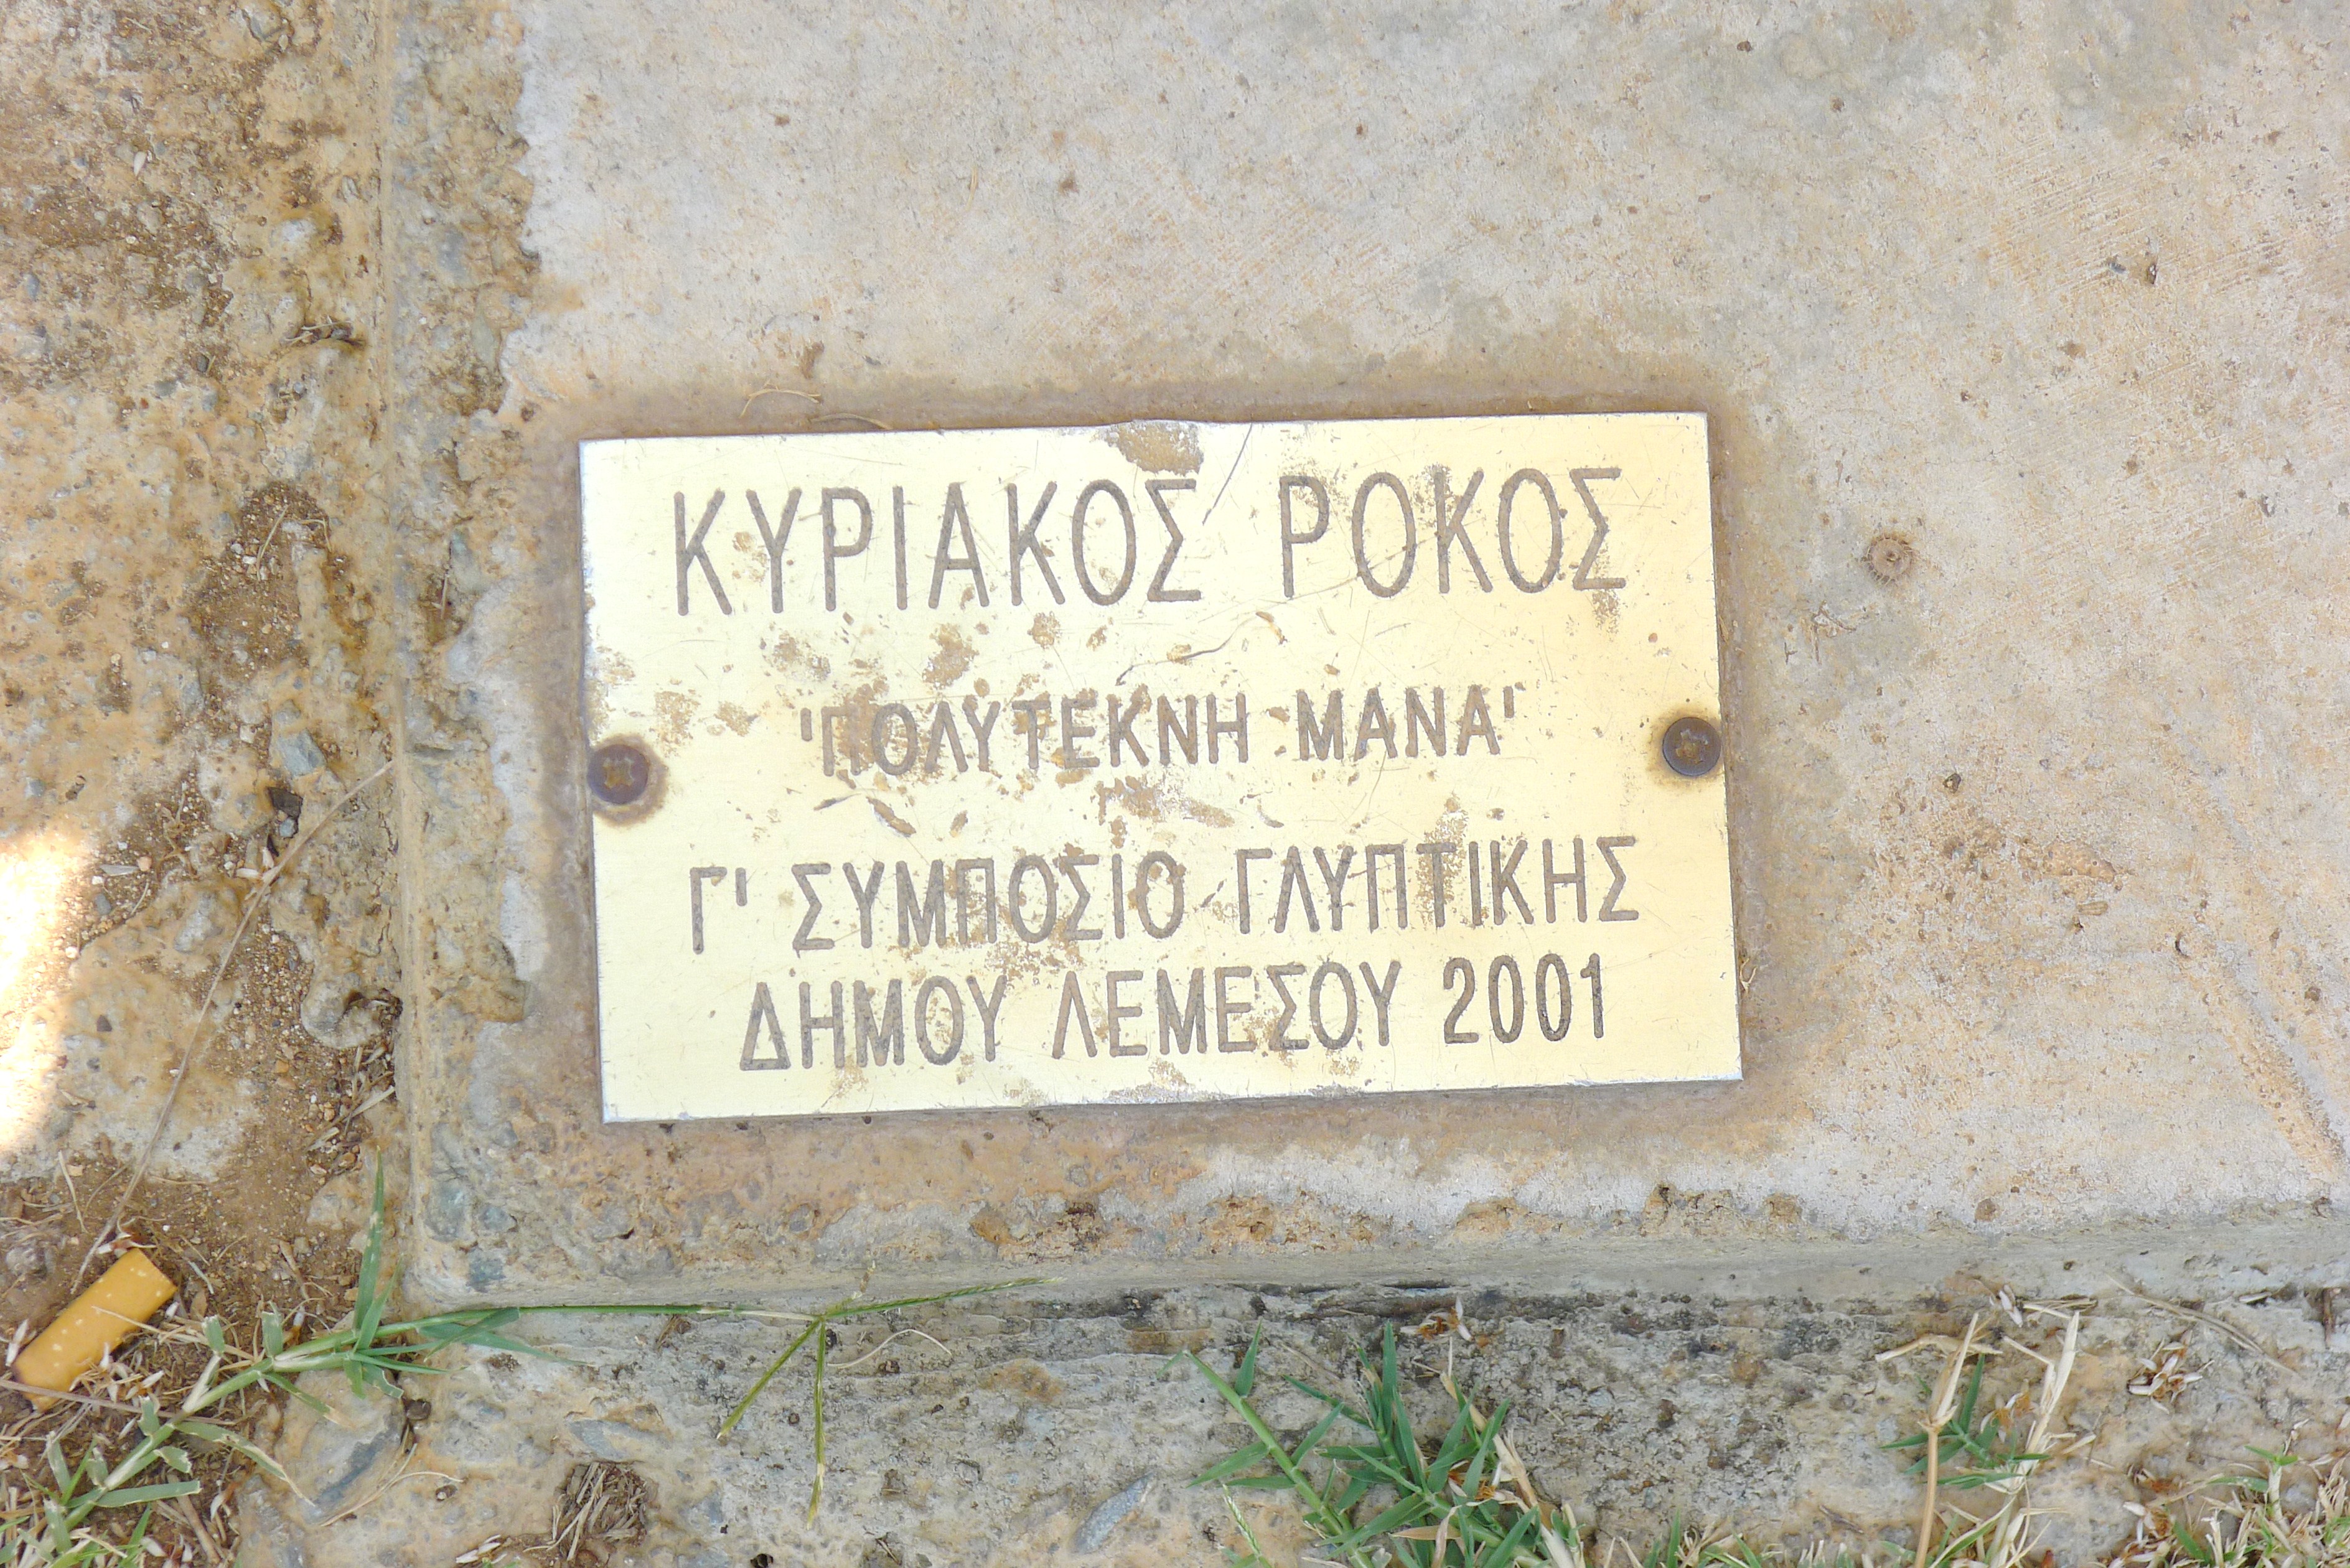 ΚΥΡΙΑΚΟΣ ΡΟΚΟΣ
'ΠΟΛΥΤΕΚΝΗ ΜΑΝΑ'
Γ' ΣΥΜΠΟΣΙΟ ΓΛΥΠΤΙΚΗΣ
ΔΗΜΟΥ ΛΕΜΕΣΟΥ 2001